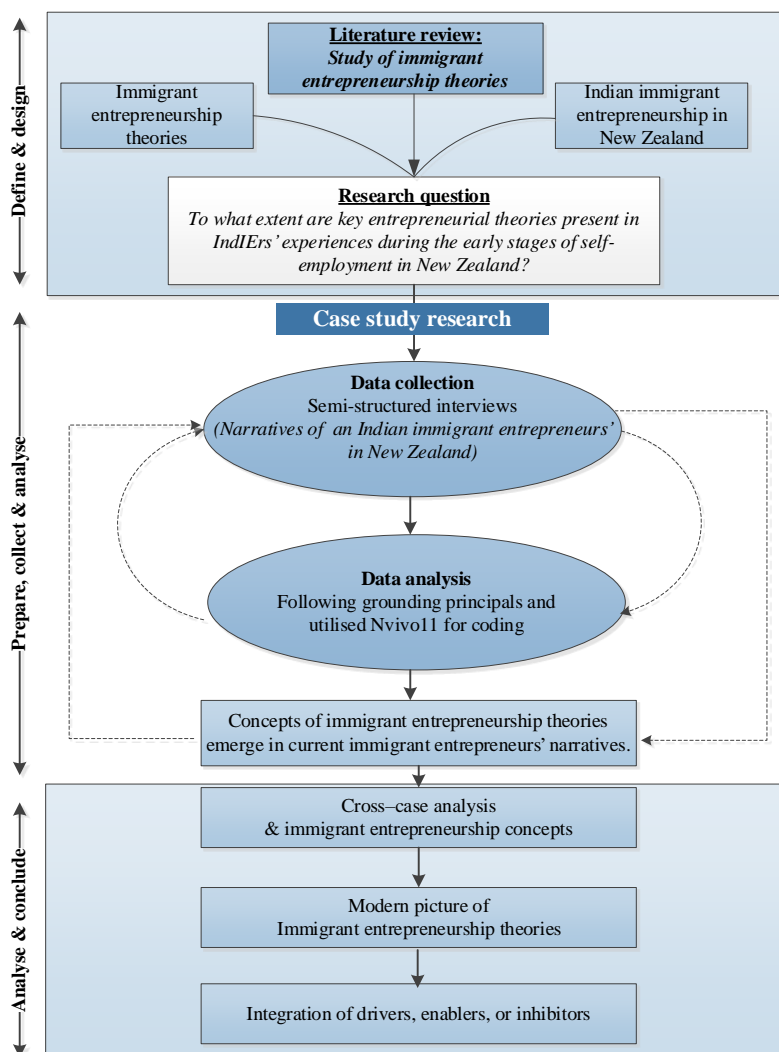 Define & design
Literature review:
Study of immigrant
entrepreneurship theories
Immigrant
entrepreneurship
theories
Indian immigrant
entrepreneurship in
New Zealand
Research question
To what extent are key entrepreneurial theories present in
IndIErs' experiences during the early stages of self-
employment in New Zealand?
Prepare, collect & analyse
Case study research
Data collection
Semi-structured interviews
(Narratives of an Indian immigrant entrepreneurs'
in New Zealand)
Data analysis
Following grounding principals and
utilised Nvivo11 for coding
Concepts of immigrant entrepreneurship theories
emerge in current immigrant entrepreneurs' narratives.
Analyse & conclude
Cross–case analysis
& immigrant entrepreneurship concepts
Modern picture of
Immigrant entrepreneurship theories
Integration of drivers, enablers, or inhibitors